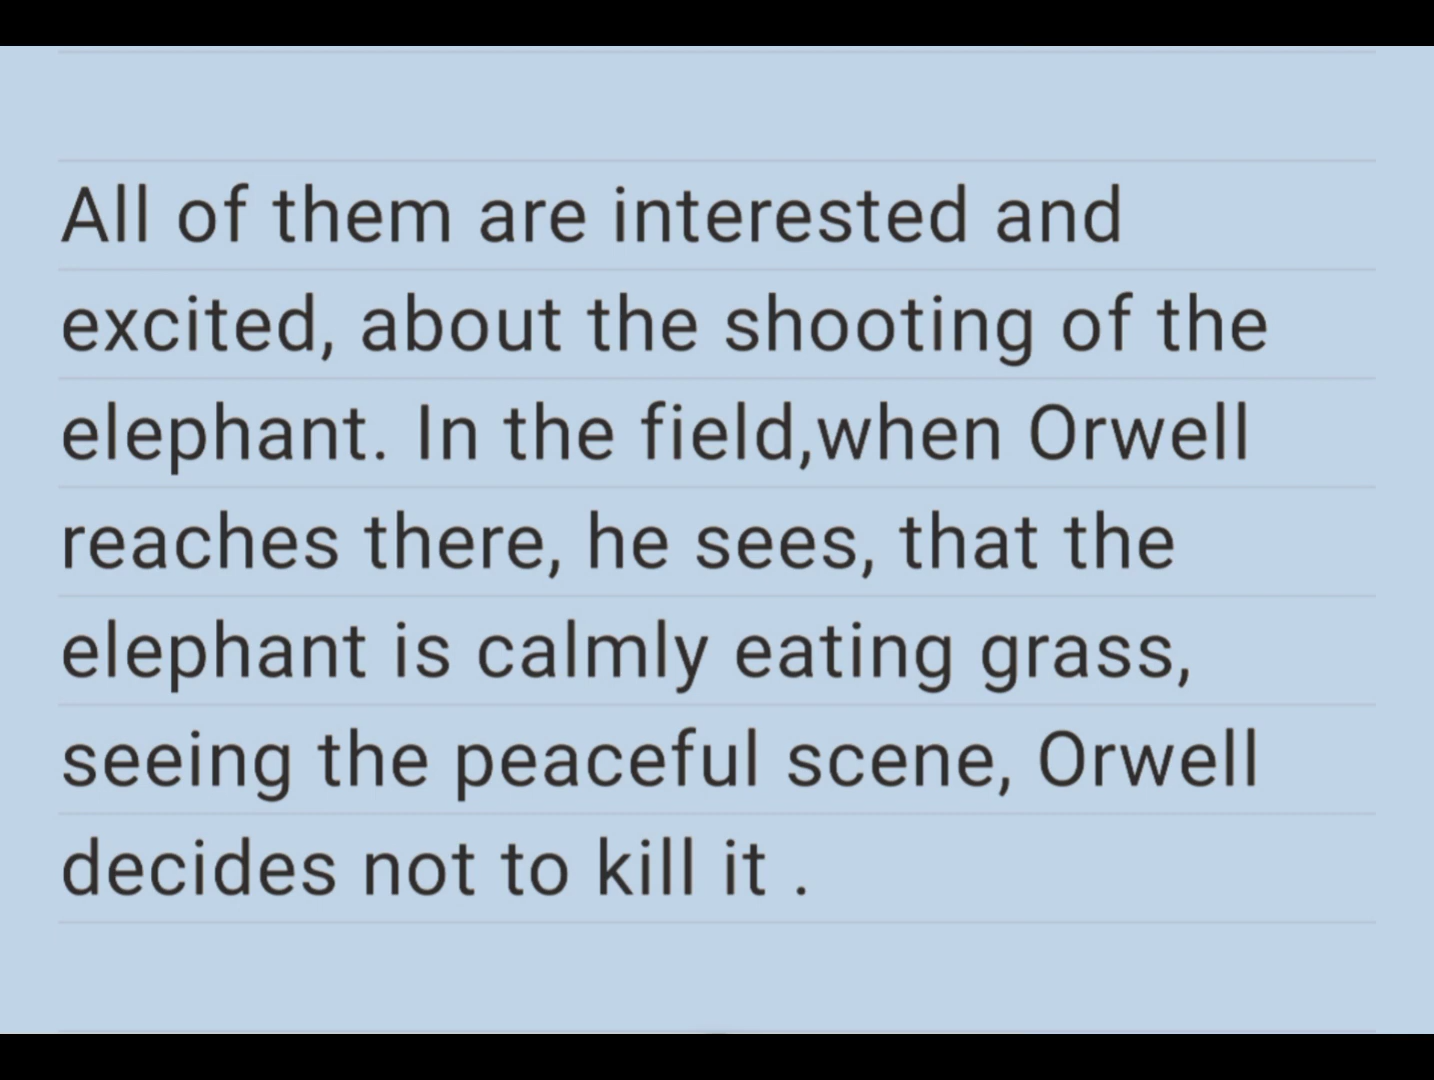 All of them are interested and
excited, about the shooting of the
elephant. In the field,when Orwell
reaches there, he sees, that the
elephant is calmly eating grass,
seeing the peaceful scene, Orwell
decides not to kill it .